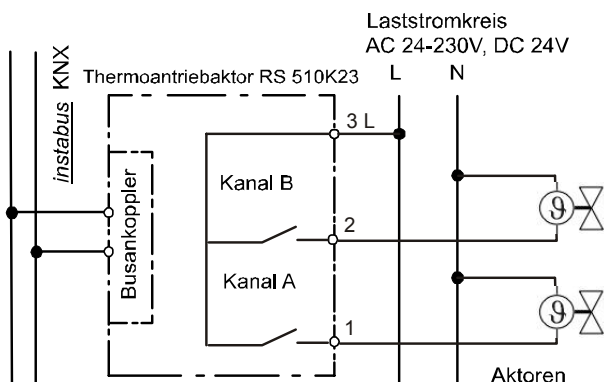 Laststromkreis
AC 24-230V, DC 24V
L N
Thermoantriebaktor RS 510K23
instabus KNX
Busankoppler
3 L
Kanal B
2
Kanal A
1
ϑ
ϑ
Aktoren